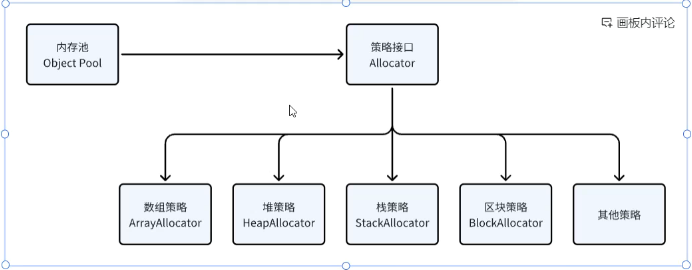 画板内评论
内存池
Object Pool
策略接口
Allocator
数组策略
ArrayAllocator
堆策略
HeapAllocator
栈策略
StackAllocator
区块策略
BlockAllocator
其他策略